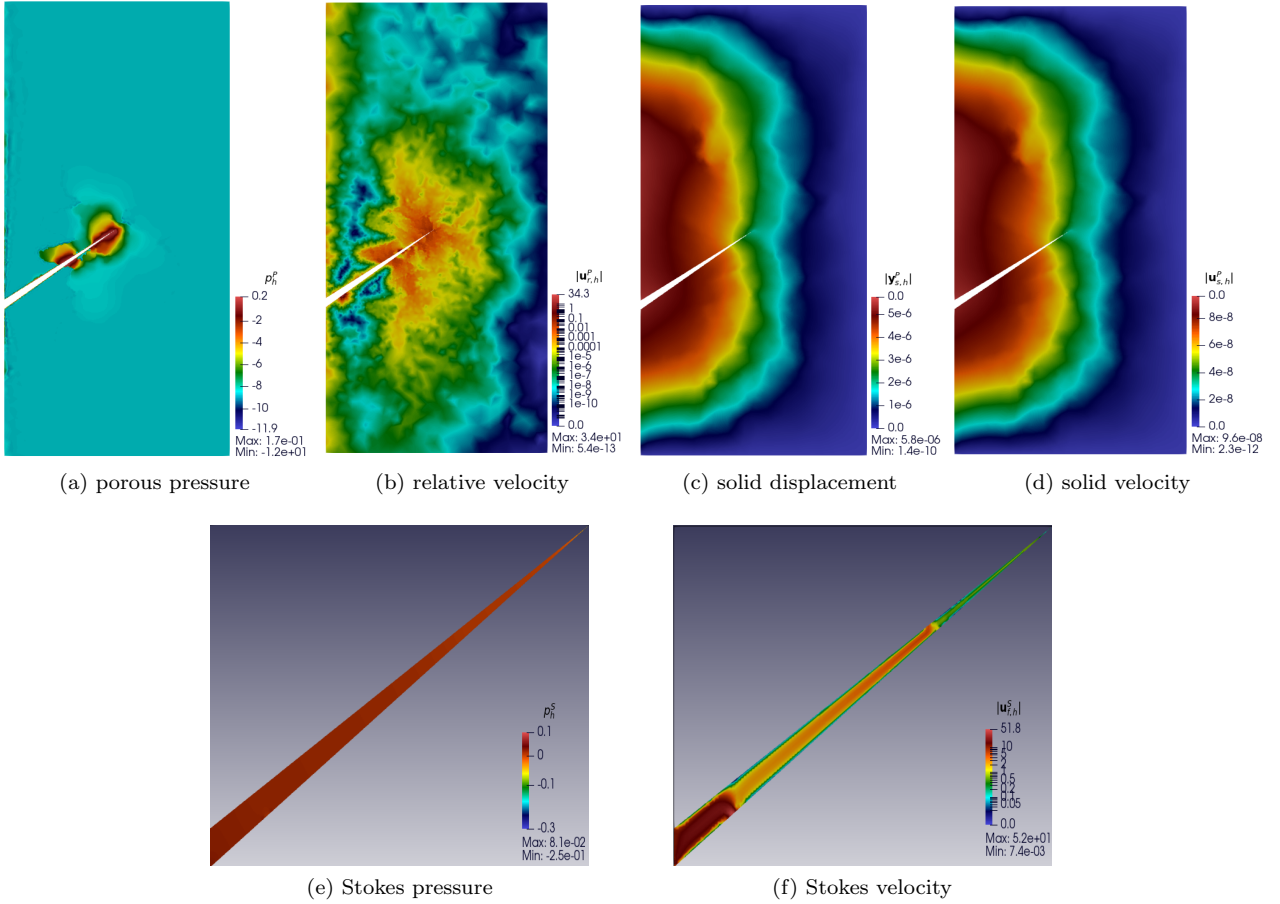 p_h^P
0.2
-2
-4
-6
-8
-10
-11.9
Max: 1.7e-01
Min: -1.2e+01
|u_{r,h}^P|
34.3
1
0.1
0.01
0.001
0.0001
1e-5
1e-6
1e-7
1e-8
1e-9
1e-10
0.0
Max: 3.4e+01
Min: 5.4e-13
|y_{s,h}^P|
0.0
5e-6
4e-6
3e-6
2e-6
1e-6
0.0
Max: 5.8e-06
Min: 1.4e-10
|u_{s,h}^P|
0.0
8e-8
6e-8
4e-8
2e-8
0.0
Max: 9.6e-08
Min: 2.3e-12
(a) porous pressure
(b) relative velocity
(c) solid displacement
(d) solid velocity
p_h^S
0.1
0
-0.1
-0.3
Max: 8.1e-02
Min: -2.5e-01
|u_{f,h}^S|
51.8
10
5
2
1
0.5
0.2
0.1
0.05
0.0
Max: 5.2e+01
Min: 7.4e-03
(e) Stokes pressure
(f) Stokes velocity